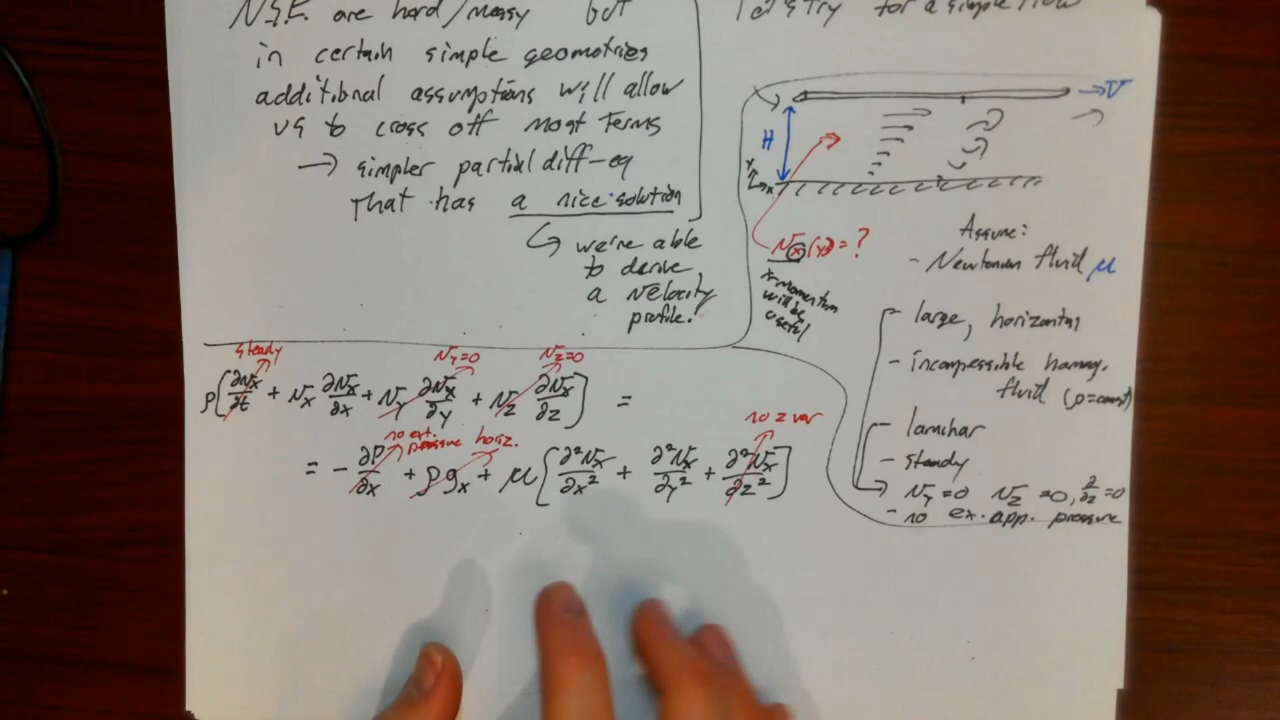 N.S.E. are hard/messy but
in certain simple geometries
additional assumptions will allow
us to cross off most terms
→ simpler partial diff-eq
that has a nice solution
↳ we're able
to derive
a velocity
profile!
Let's try for a simple flow
→ V
H
y
x
Vx(y) = ?
x-momentum
will be
useful
Assume:
- Newtonian fluid μ
- large, horizontal
- incompressible homog.
fluid (ρ=const)
- laminar
- steady
→ Vy=0 Vz=0, ∂/∂z=0
- no ex. app. pressure
steady Vy=0 Vz=0
ρ[∂Vx/∂t + Vx ∂Vx/∂x + Vy ∂Vx/∂y + Vz ∂Vx/∂z] =
no ext. pressure horiz. no z var
= -∂P/∂x + ρgx + μ[∂²Vx/∂x² + ∂²Vx/∂y² + ∂²Vx/∂z²]